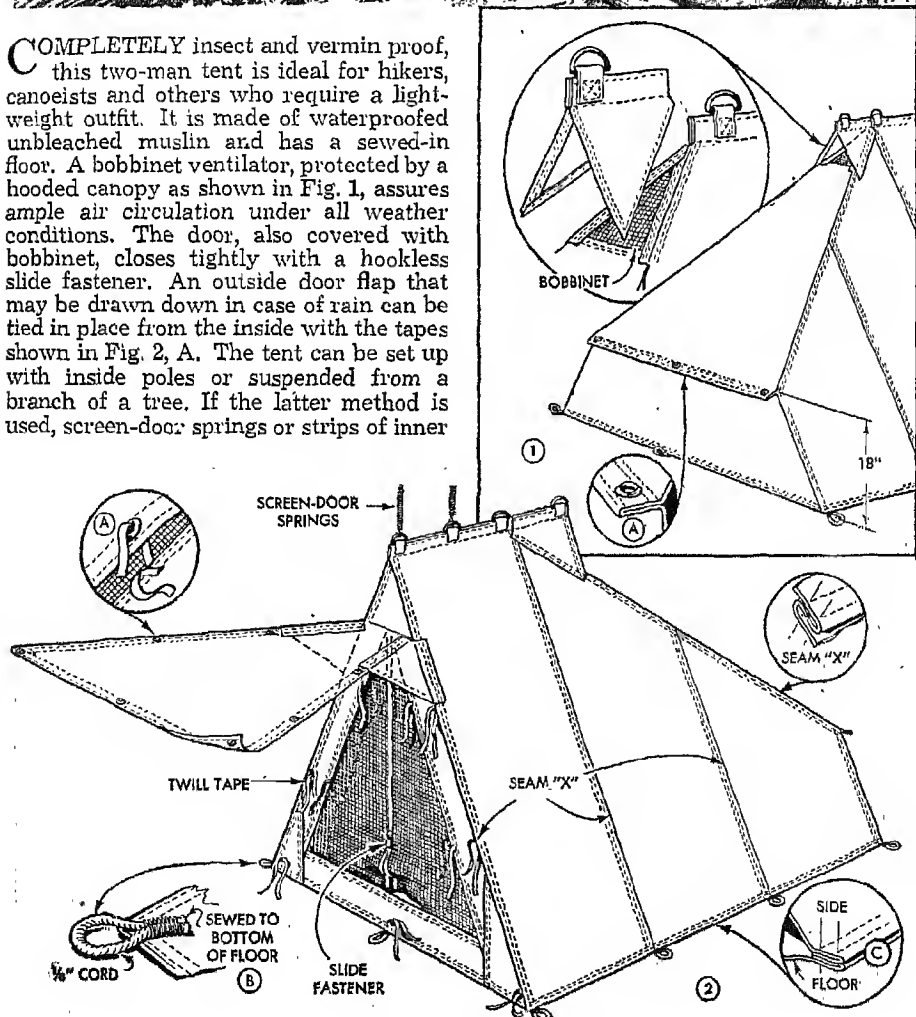 COMPLETELY insect and vermin proof,
this two-man tent is ideal for hikers,
canoeists and others who require a light-
weight outfit. It is made of waterproofed
unbleached muslin and has a sewed-in
floor. A bobbinet ventilator, protected by a
hooded canopy as shown in Fig. 1, assures
ample air circulation under all weather
conditions. The door, also covered with
bobbinet, closes tightly with a hookless
slide fastener. An outside door flap that
may be drawn down in case of rain can be
tied in place from the inside with the tapes
shown in Fig. 2, A. The tent can be set up
with inside poles or suspended from a
branch of a tree. If the latter method is
used, screen-door springs or strips of inner
BOBBINET
1
18"
A
A
SCREEN-DOOR
SPRINGS
SEAM "X"
TWILL TAPE
SEAM "X"
SEWED TO
BOTTOM
OF FLOOR
⅛" CORD
B
SLIDE
FASTENER
2
SIDE
C
FLOOR